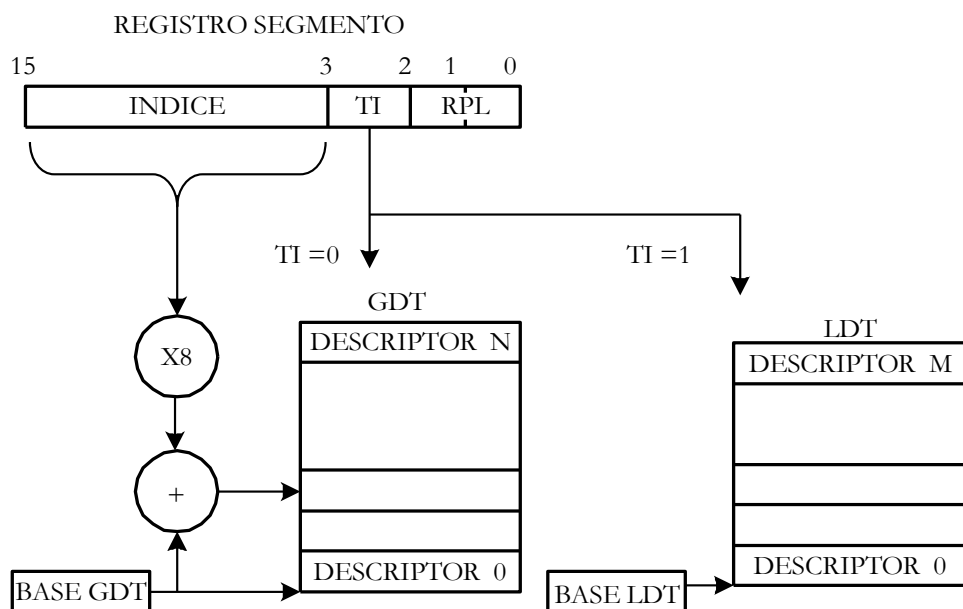 REGISTRO SEGMENTO
15 3 2 1 0
INDICE TI RPL
TI =0 TI =1
GDT
LDT
DESCRIPTOR N
DESCRIPTOR M
X8
+
DESCRIPTOR 0
DESCRIPTOR 0
BASE GDT
BASE LDT